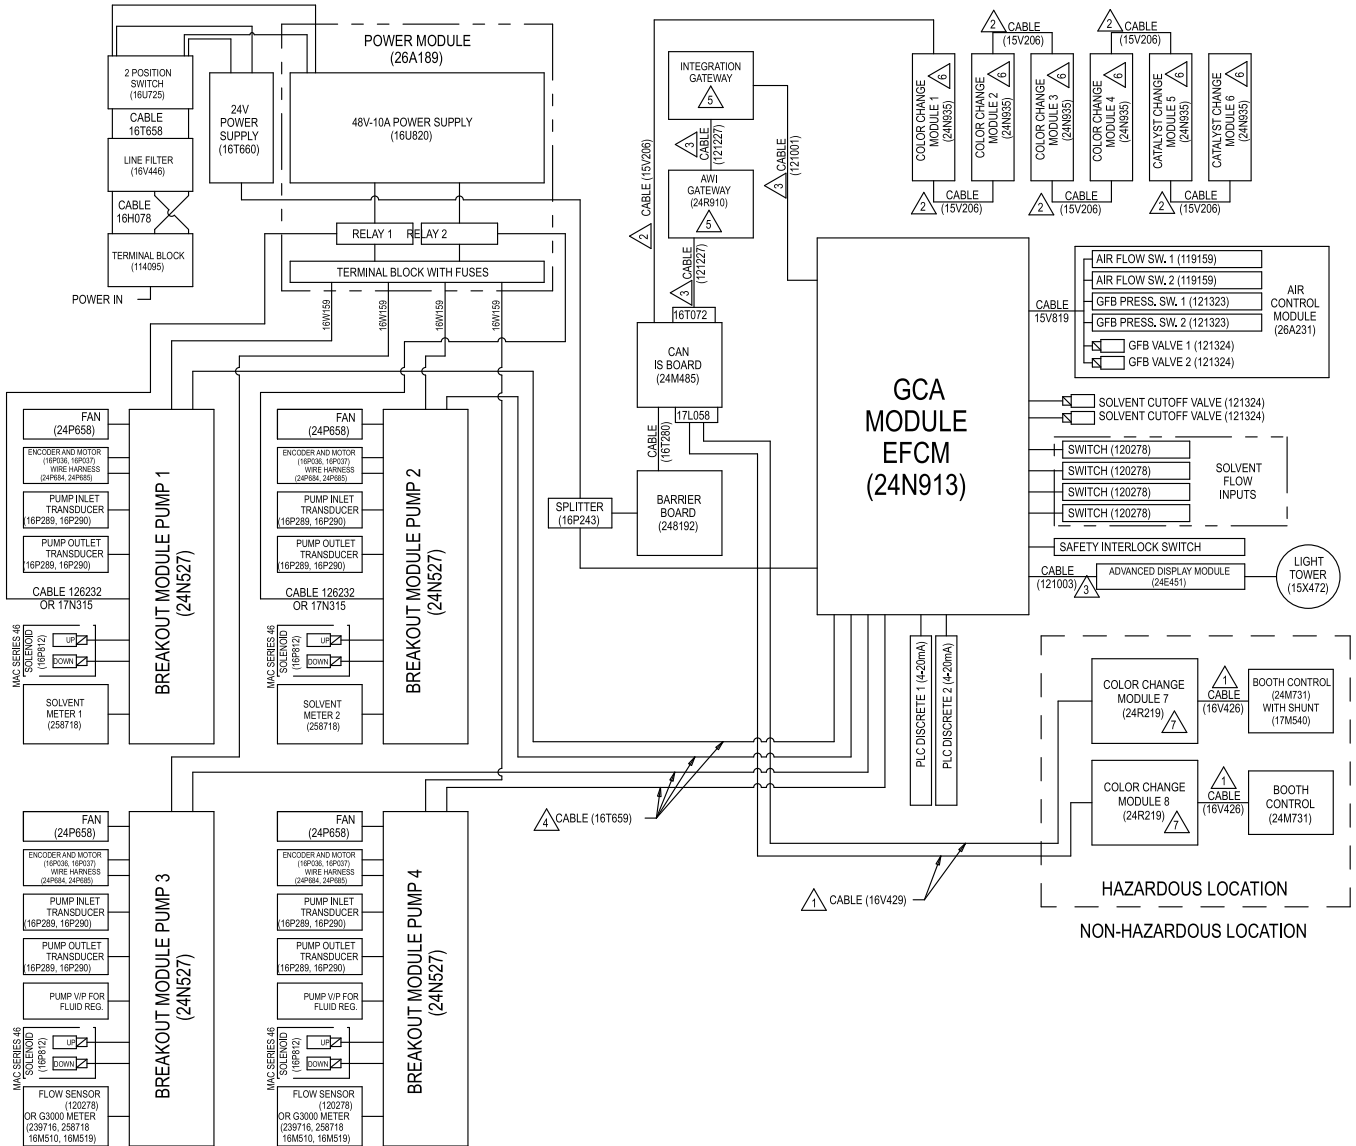 POWER MODULE
(26A189)
2 POSITION
SWITCH
(16U725)
CABLE
16T658
LINE FILTER
(16V446)
CABLE
16H078
TERMINAL BLOCK
(114095)
POWER IN
24V
POWER
SUPPLY
(16T660)
48V-10A POWER SUPPLY
(16U820)
RELAY 1
RELAY 2
TERMINAL BLOCK WITH FUSES
16W159
16W159
16W159
16W159
INTEGRATION
GATEWAY
5
3
CABLE
(121227)
AWI
GATEWAY
(24R910)
5
3
CABLE
(121227)
3
CABLE
(121001)
2
CABLE (15V206)
16T072
CAN
IS BOARD
(24M485)
17L058
CABLE
(16T280)
BARRIER
BOARD
(248192)
SPLITTER
(16P243)
2
CABLE
(15V206)
2
CABLE
(15V206)
COLOR CHANGE
MODULE 1
(24N935)
6
COLOR CHANGE
MODULE 2
(24N935)
6
COLOR CHANGE
MODULE 3
(24N935)
6
COLOR CHANGE
MODULE 4
(24N935)
6
CATALYST CHANGE
MODULE 5
(24N935)
6
CATALYST CHANGE
MODULE 6
(24N935)
6
2
CABLE
(15V206)
2
CABLE
(15V206)
2
CABLE
(15V206)
GCA
MODULE
EFCM
(24N913)
CABLE
15V819
AIR FLOW SW. 1 (119159)
AIR FLOW SW. 2 (119159)
GFB PRESS. SW. 1 (121323)
GFB PRESS. SW. 2 (121323)
GFB VALVE 1 (121324)
GFB VALVE 2 (121324)
AIR
CONTROL
MODULE
(26A231)
SOLVENT CUTOFF VALVE (121324)
SOLVENT CUTOFF VALVE (121324)
SWITCH (120278)
SWITCH (120278)
SWITCH (120278)
SWITCH (120278)
SOLVENT
FLOW
INPUTS
SAFETY INTERLOCK SWITCH
CABLE
(121003)
3
ADVANCED DISPLAY MODULE
(24E451)
LIGHT
TOWER
(15X472)
PLC DISCRETE 1 (4-20mA)
PLC DISCRETE 2 (4-20mA)
COLOR CHANGE
MODULE 7
(24R219)
7
1
CABLE
(16V426)
BOOTH CONTROL
(24M731)
WITH SHUNT
(17M540)
COLOR CHANGE
MODULE 8
(24R219)
7
1
CABLE
(16V426)
BOOTH
CONTROL
(24M731)
HAZARDOUS LOCATION
NON-HAZARDOUS LOCATION
4
CABLE (16T659)
1
CABLE (16V429)
FAN
(24P658)
ENCODER AND MOTOR
(16P036, 16P037)
WIRE HARNESS
(24P684, 24P685)
PUMP INLET
TRANSDUCER
(16P289, 16P290)
PUMP OUTLET
TRANSDUCER
(16P289, 16P290)
CABLE 126232
OR 17N315
MAC SERIES 46
SOLENOID
(16P812)
UP
DOWN
SOLVENT
METER 1
(258718)
BREAKOUT MODULE PUMP 1
(24N527)
FAN
(24P658)
ENCODER AND MOTOR
(16P036, 16P037)
WIRE HARNESS
(24P684, 24P685)
PUMP INLET
TRANSDUCER
(16P289, 16P290)
PUMP OUTLET
TRANSDUCER
(16P289, 16P290)
CABLE 126232
OR 17N315
MAC SERIES 46
SOLENOID
(16P812)
UP
DOWN
SOLVENT
METER 2
(258718)
BREAKOUT MODULE PUMP 2
(24N527)
FAN
(24P658)
ENCODER AND MOTOR
(16P036, 16P037)
WIRE HARNESS
(24P684, 24P685)
PUMP INLET
TRANSDUCER
(16P289, 16P290)
PUMP OUTLET
TRANSDUCER
(16P289, 16P290)
PUMP V/P FOR
FLUID REG.
MAC SERIES 46
SOLENOID
(16P812)
UP
DOWN
FLOW SENSOR
(120278)
OR G3000 METER
(239716, 258718
16M510, 16M519)
BREAKOUT MODULE PUMP 3
(24N527)
FAN
(24P658)
ENCODER AND MOTOR
(16P036, 16P037)
WIRE HARNESS
(24P684, 24P685)
PUMP INLET
TRANSDUCER
(16P289, 16P290)
PUMP OUTLET
TRANSDUCER
(16P289, 16P290)
PUMP V/P FOR
FLUID REG.
MAC SERIES 46
SOLENOID
(16P812)
UP
DOWN
FLOW SENSOR
(120278)
OR G3000 METER
(239716, 258718
16M510, 16M519)
BREAKOUT MODULE PUMP 4
(24N527)